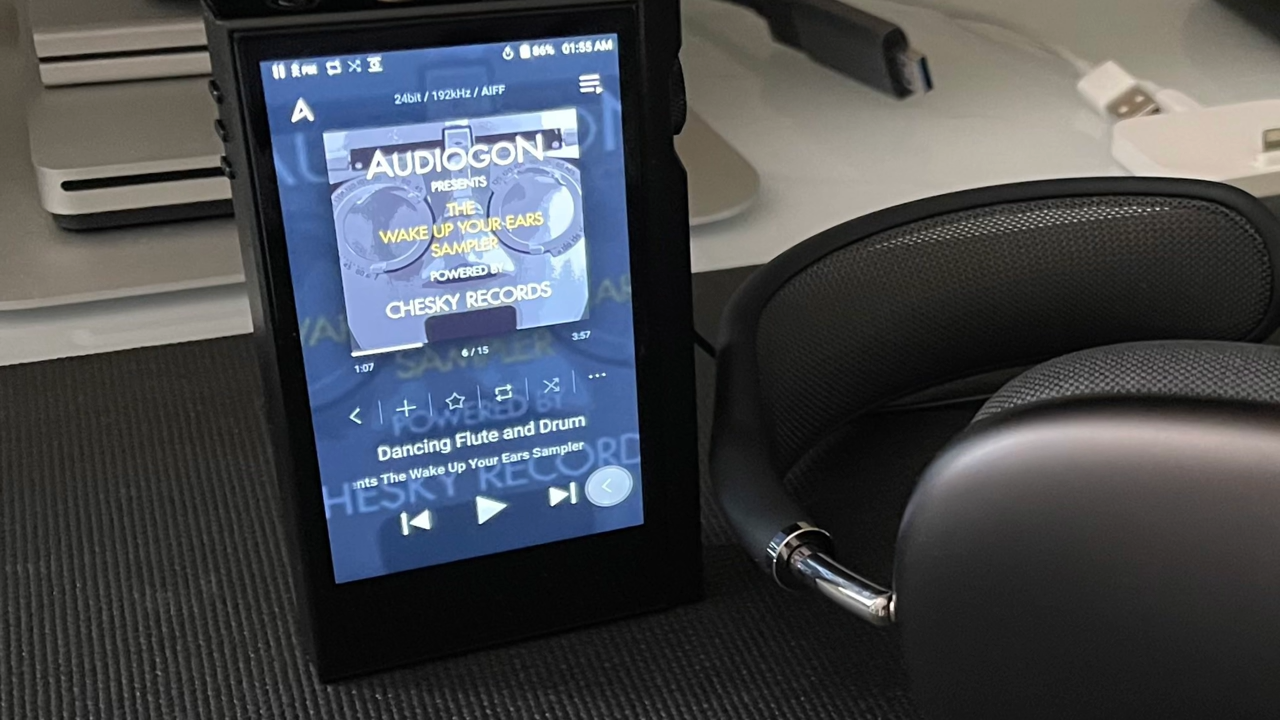 86% 01:55 AM
24bit / 192kHz / AIFF
AUDIOGON
PRESENTS
THE
WAKE UP YOUR EARS
SAMPLER
POWERED BY
CHESKY RECORDS
1:07 6 / 15 3:57
Dancing Flute and Drum
nts The Wake Up Your Ears Sampler